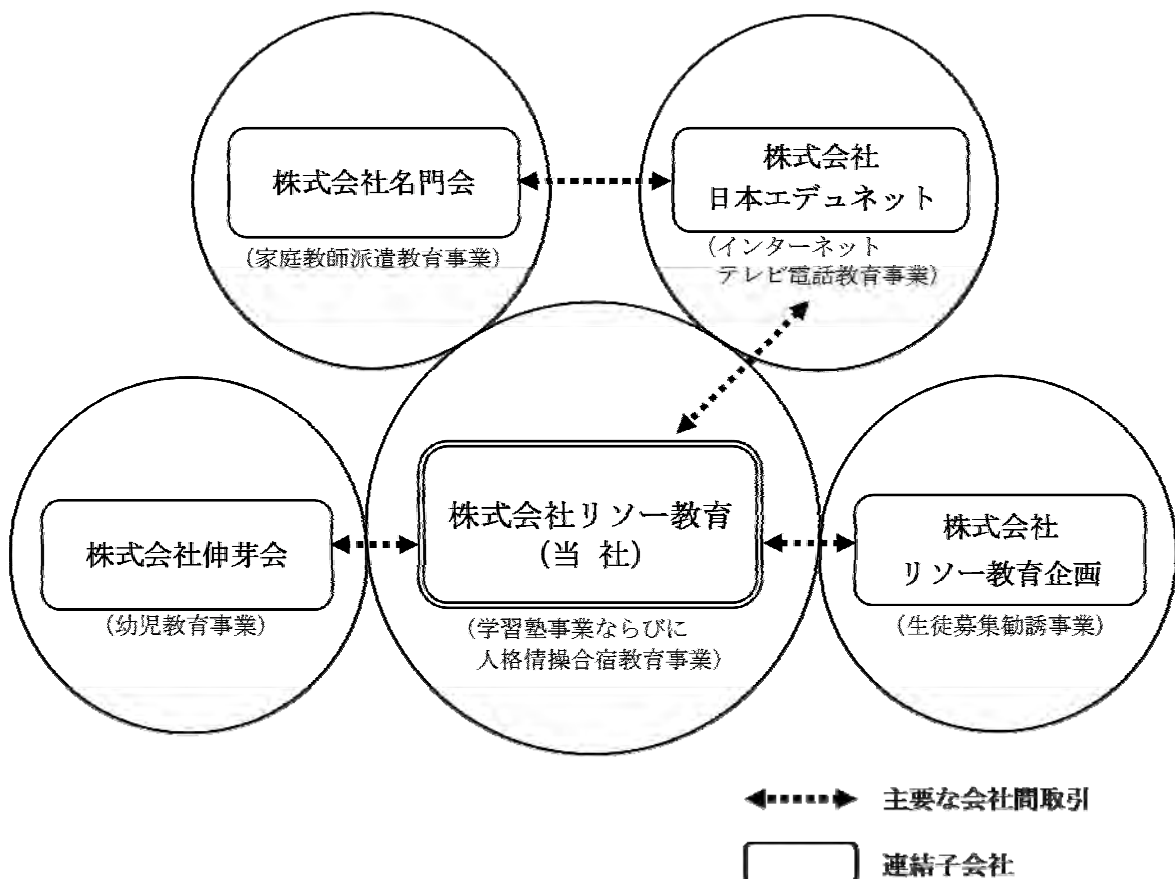 株式会社名門会
(家庭教師派遣教育事業)
株式会社
日本エデュネット
(インターネット
テレビ電話教育事業)
株式会社伸芽会
(幼児教育事業)
株式会社リソー教育
(当 社)
(学習塾事業ならびに
人格情操合宿教育事業)
株式会社
リソー教育企画
(生徒募集勧誘事業)
主要な会社間取引
連結子会社